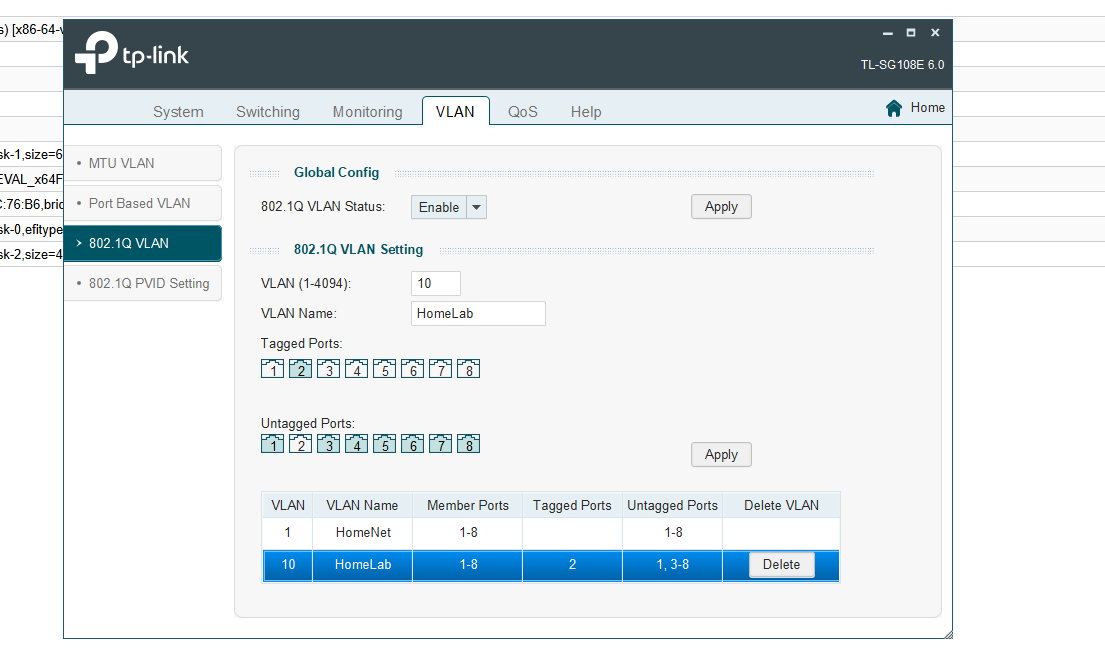 s) [x86-64-v
tp-link
TL-SG108E 6.0
System Switching Monitoring VLAN QoS Help Home
sk-1,size=6
EVAL_x64F
C:76:B6,bric
sk-0,efitype
sk-2,size=4
• MTU VLAN
• Port Based VLAN
> 802.1Q VLAN
• 802.1Q PVID Setting
Global Config
802.1Q VLAN Status: Enable Apply
802.1Q VLAN Setting
VLAN (1-4094): 10
VLAN Name: HomeLab
Tagged Ports:
1 2 3 4 5 6 7 8
Untagged Ports:
1 2 3 4 5 6 7 8
Apply
VLAN VLAN Name Member Ports Tagged Ports Untagged Ports Delete VLAN
1 HomeNet 1-8 1-8
10 HomeLab 1-8 2 1, 3-8 Delete